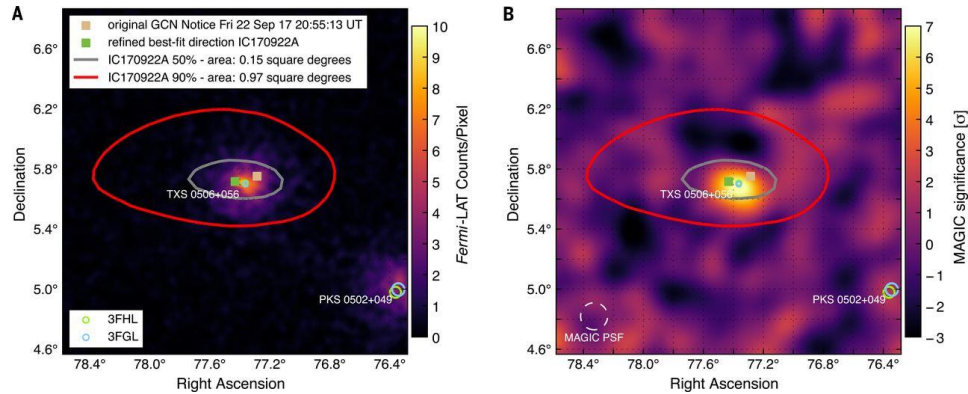 A
original GCN Notice Fri 22 Sep 17 20:55:13 UT
refined best-fit direction IC170922A
IC170922A 50% - area: 0.15 square degrees
IC170922A 90% - area: 0.97 square degrees
6.6°
6.2°
5.8°
5.4°
5.0°
4.6°
Declination
TXS 0506+056
PKS 0502+049
3FHL
3FGL
78.4° 78.0° 77.6° 77.2° 76.8° 76.4°
Right Ascension
10
9
8
7
6
5
4
3
2
1
0
Fermi-LAT Counts/Pixel
B
6.6°
6.2°
5.8°
5.4°
5.0°
4.6°
Declination
TXS 0506+056
PKS 0502+049
MAGIC PSF
78.4° 78.0° 77.6° 77.2° 76.8° 76.4°
Right Ascension
7
6
5
4
3
2
1
0
−1
−2
−3
MAGIC significance [σ]